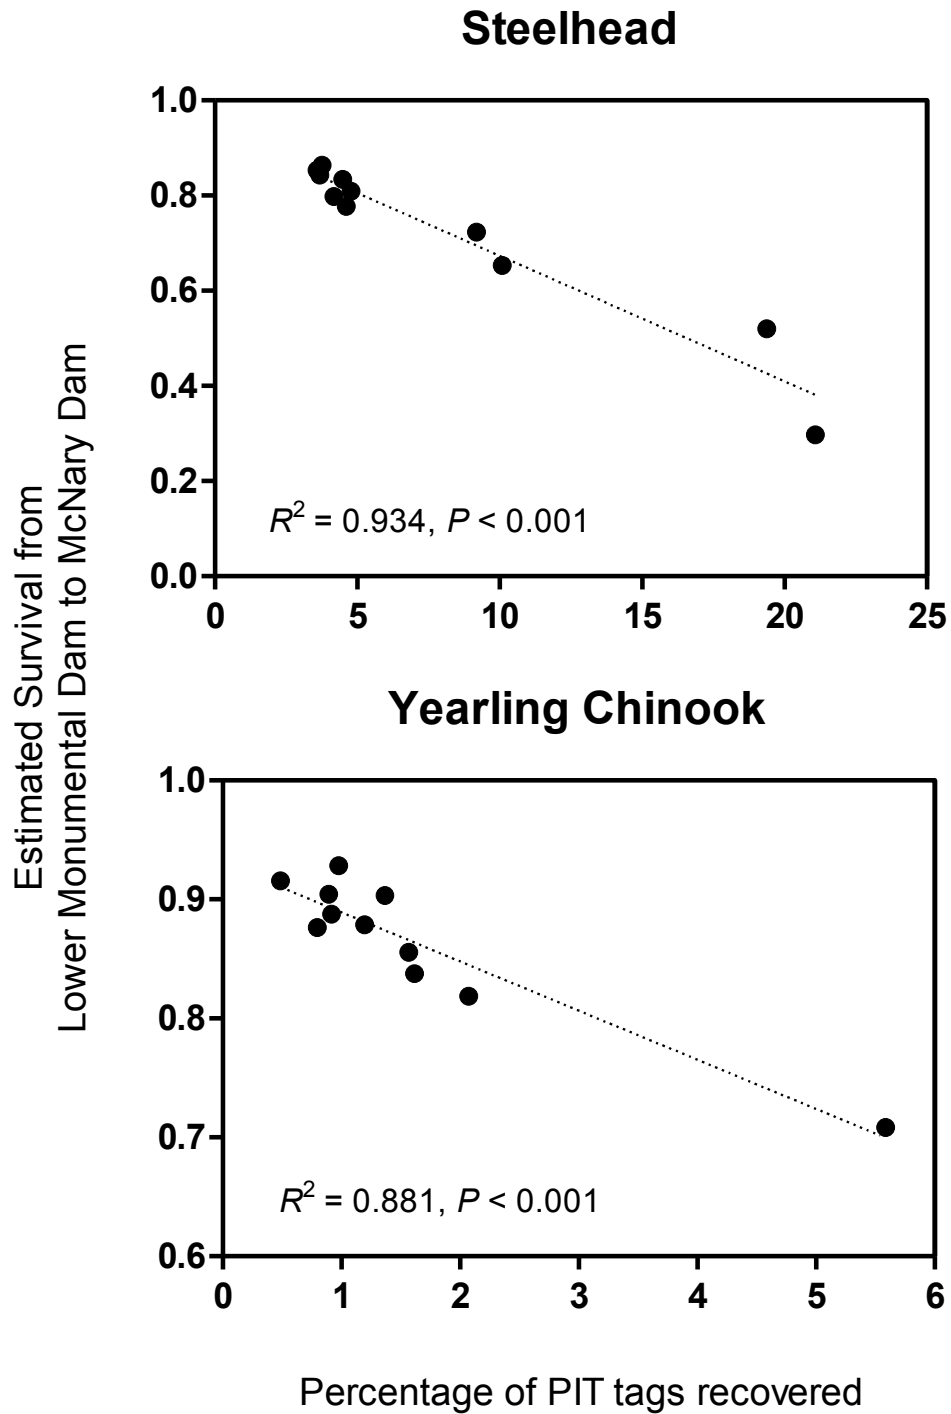 Steelhead
1.0
0.8
0.6
0.4
0.2
0.0
R² = 0.934, P < 0.001
0 5 10 15 20 25
Estimated Survival from
Lower Monumental Dam to McNary Dam
Yearling Chinook
1.0
0.9
0.8
0.7
0.6
R² = 0.881, P < 0.001
0 1 2 3 4 5 6
Percentage of PIT tags recovered